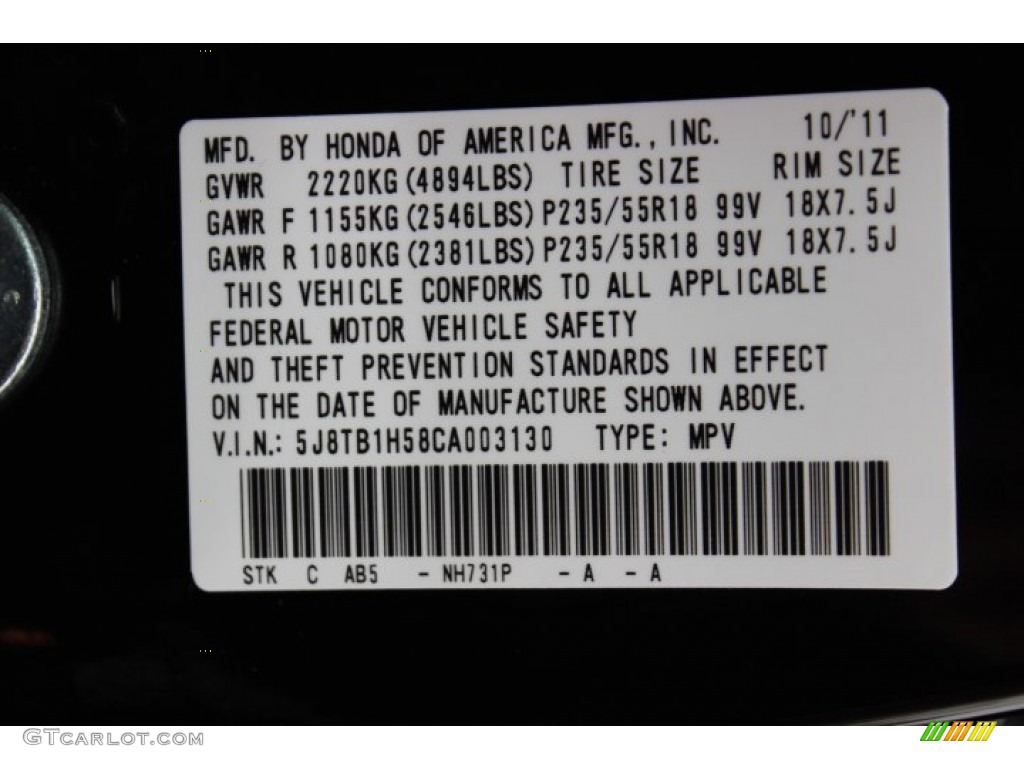 MFD. BY HONDA OF AMERICA MFG., INC. 10/'11
GVWR 2220KG(4894LBS) TIRE SIZE RIM SIZE
GAWR F 1155KG(2546LBS) P235/55R18 99V 18X7.5J
GAWR R 1080KG(2381LBS) P235/55R18 99V 18X7.5J
THIS VEHICLE CONFORMS TO ALL APPLICABLE
FEDERAL MOTOR VEHICLE SAFETY
AND THEFT PREVENTION STANDARDS IN EFFECT
ON THE DATE OF MANUFACTURE SHOWN ABOVE.
V.I.N.: 5J8TB1H58CA003130 TYPE: MPV
STK C AB5 - NH731P - A - A
GTCARLOT.COM